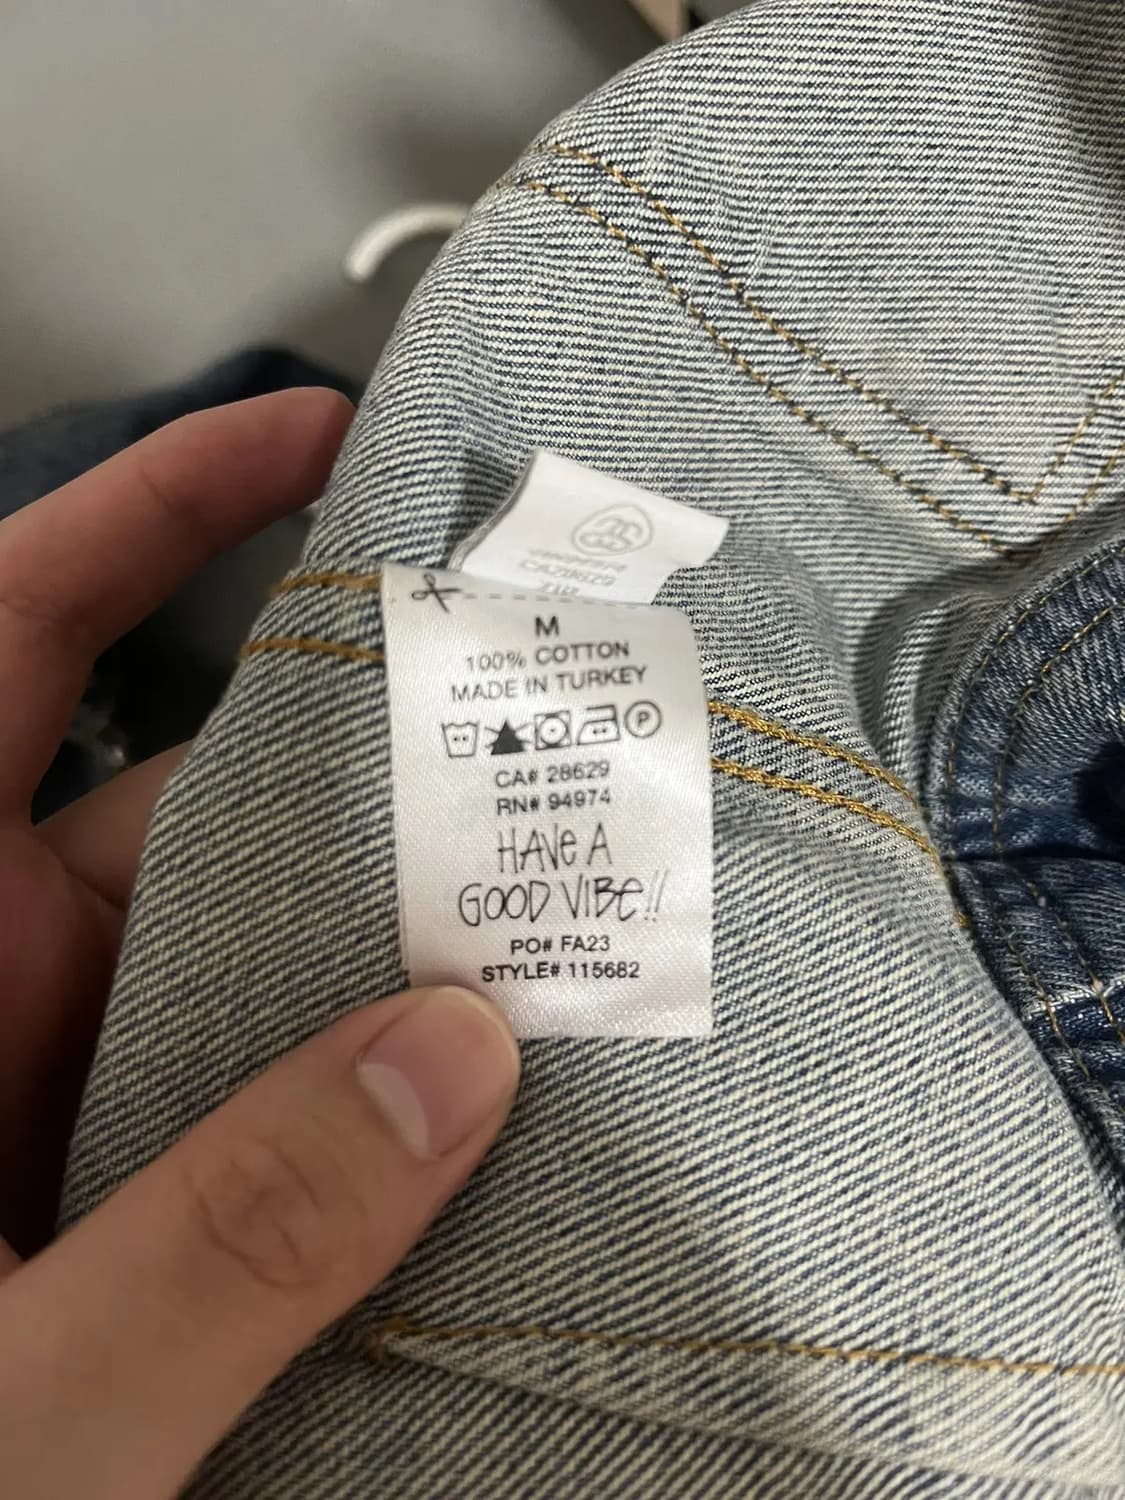 M
100% COTTON
MADE IN TURKEY
P
CA# 28629
RN# 94974
HAVE A
GOOD VIBE!!
PO# FA23
STYLE# 115682